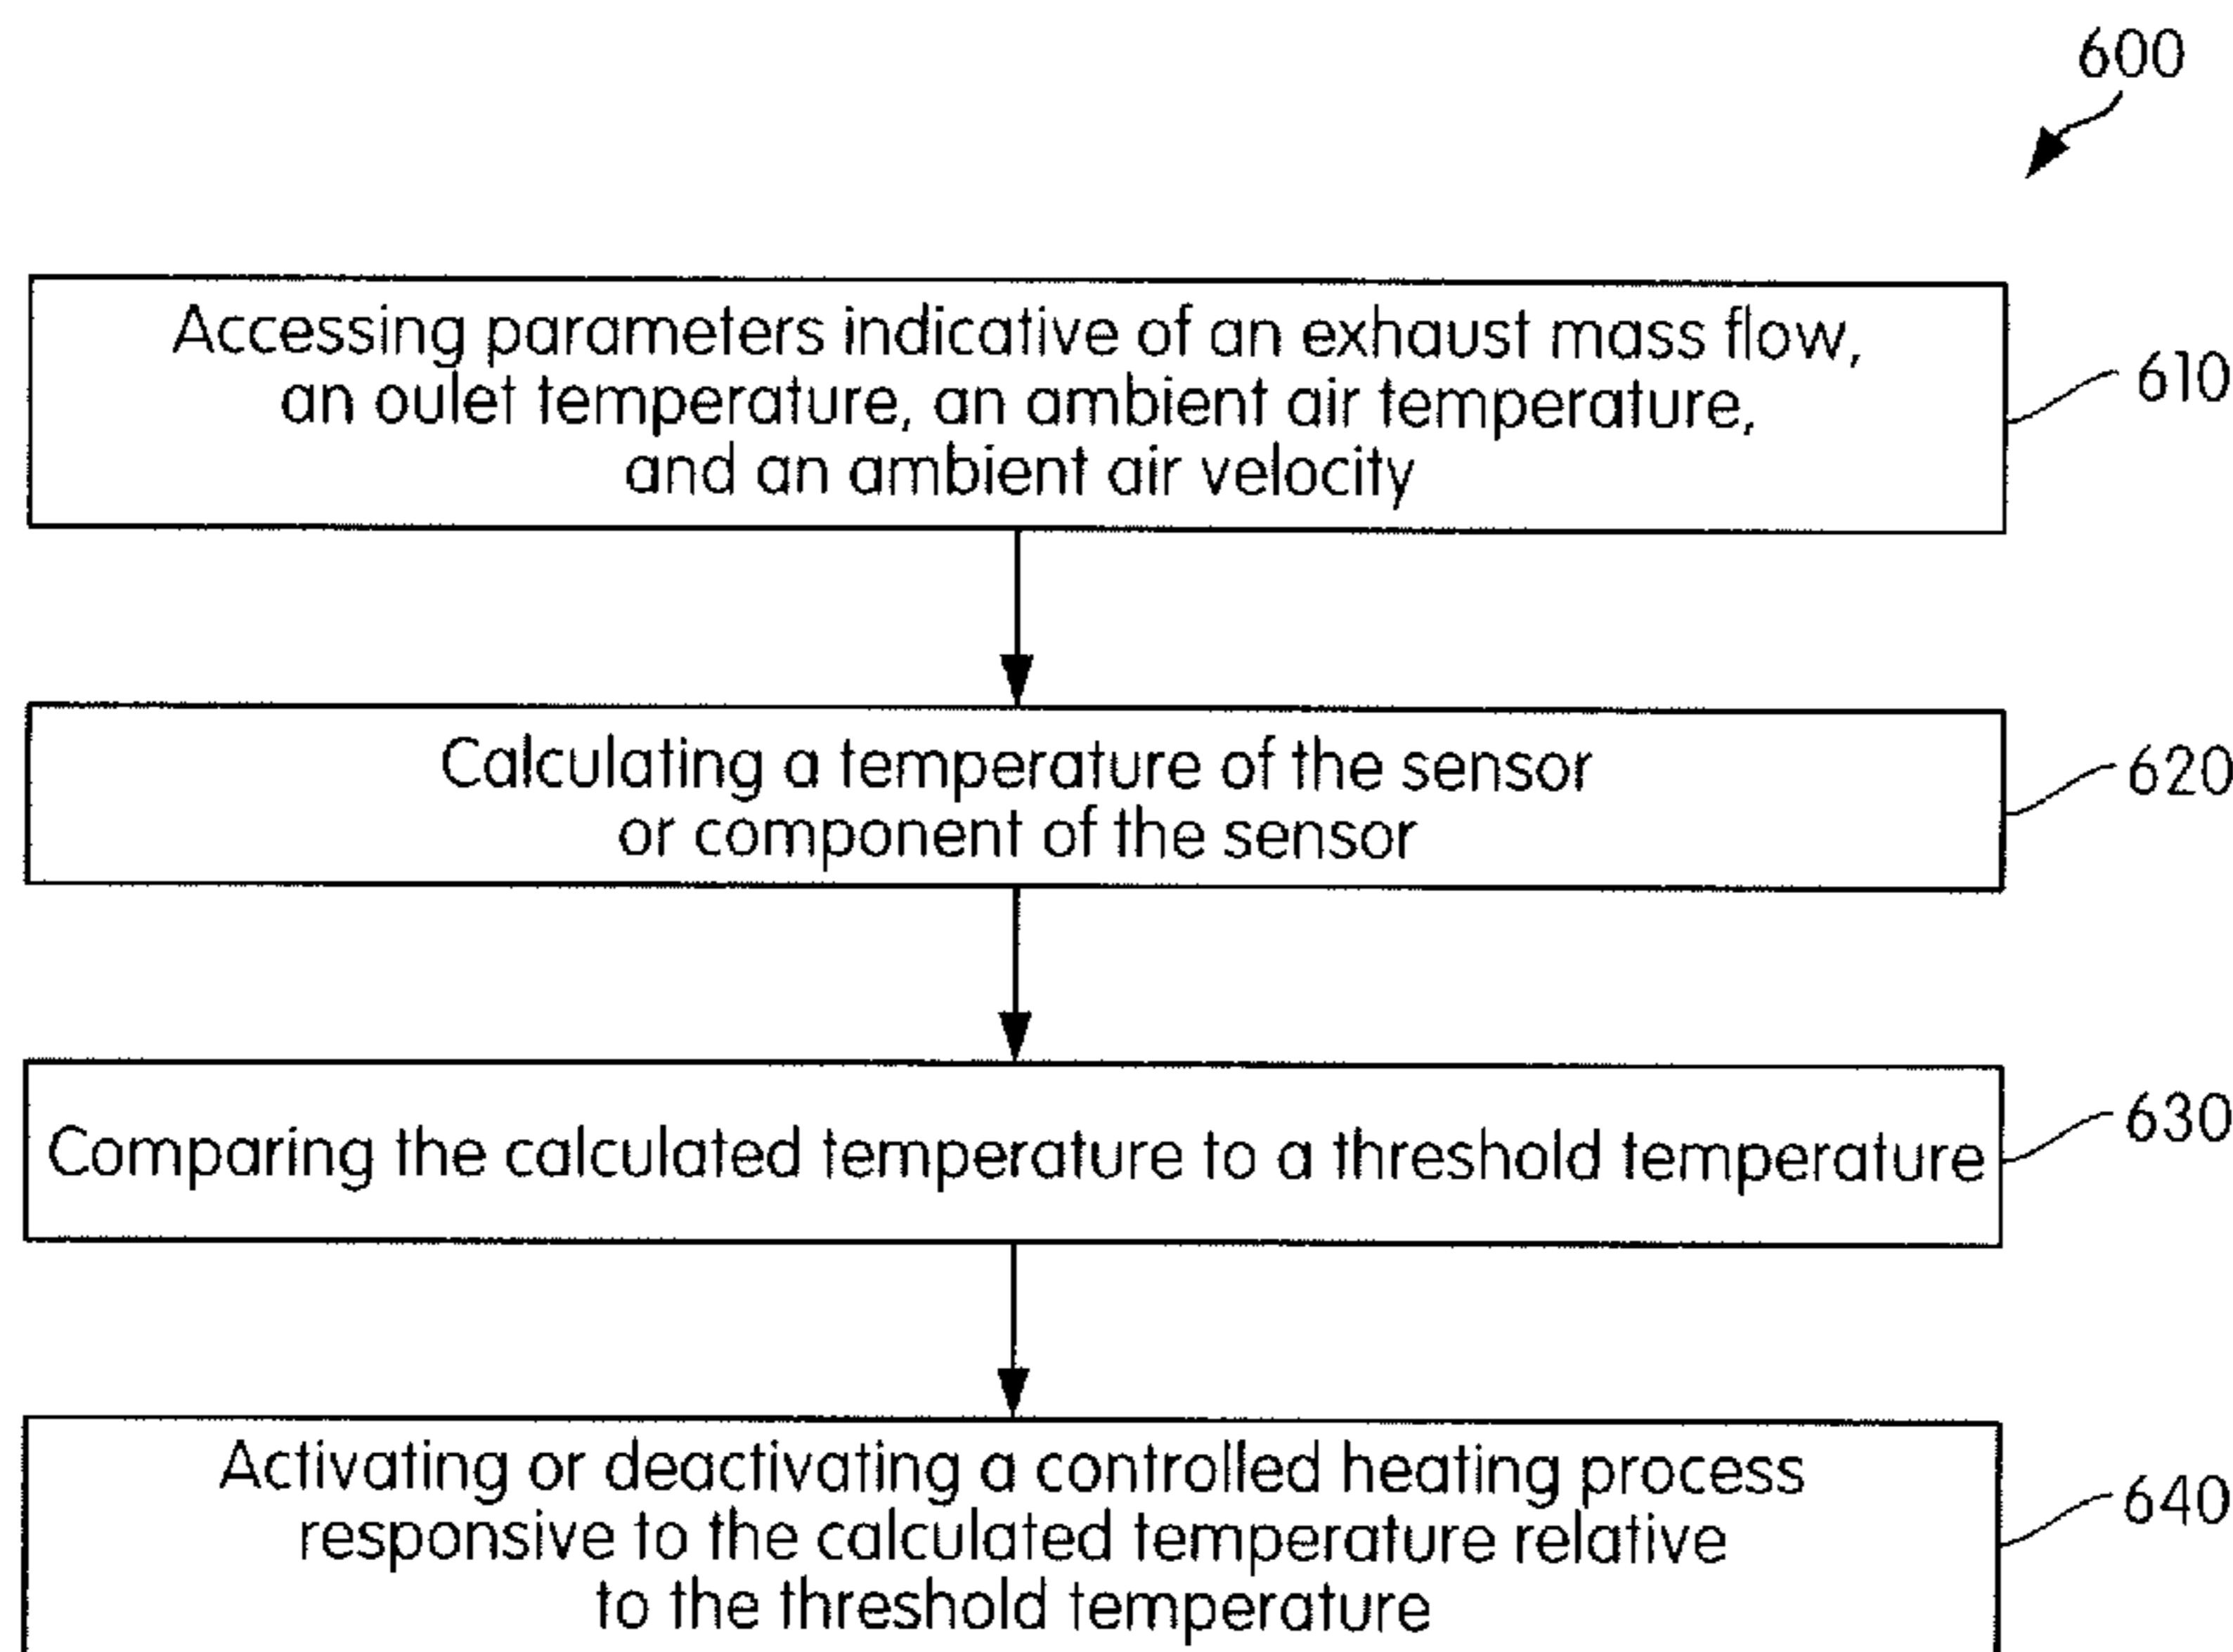 600
Accessing parameters indicative of an exhaust mass flow,
an oulet temperature, an ambient air temperature,
and an ambient air velocity
610
Calculating a temperature of the sensor
or component of the sensor
620
Comparing the calculated temperature to a threshold temperature
630
Activating or deactivating a controlled heating process
responsive to the calculated temperature relative
to the threshold temperature
640